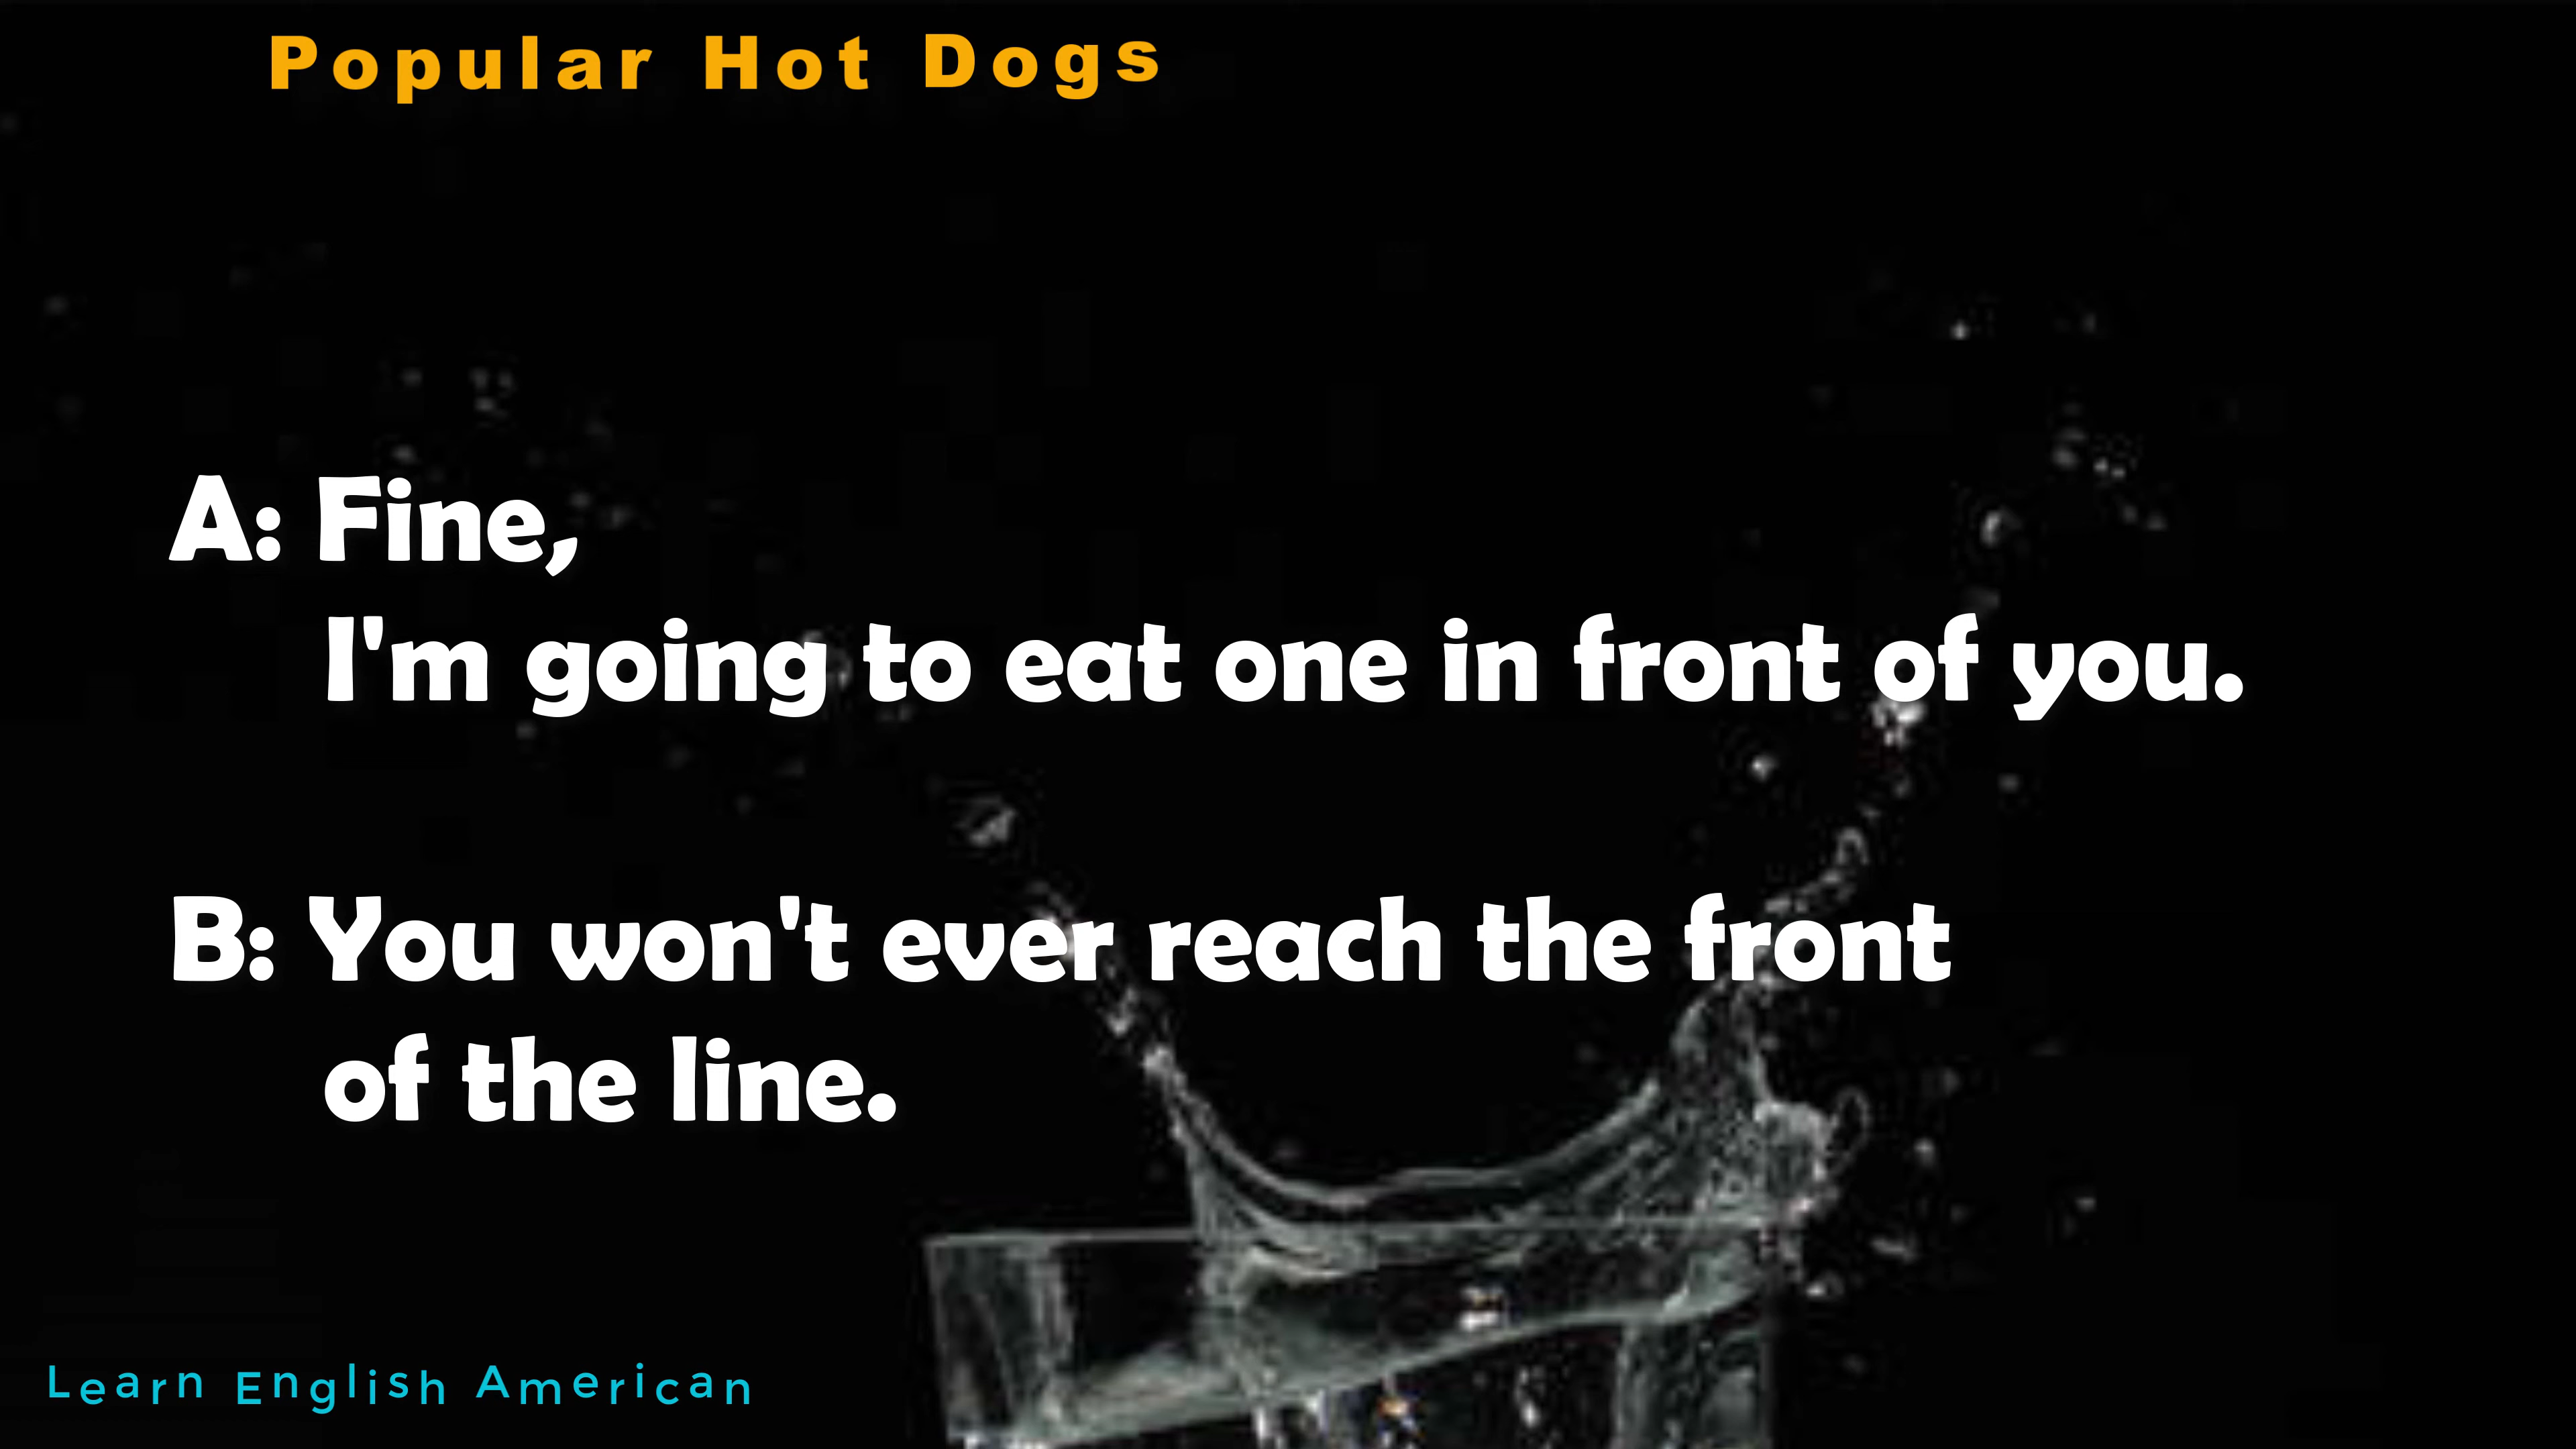 Popular Hot Dogs
A: Fine,
I'm going to eat one in front of you.
B: You won't ever reach the front
of the line.
Learn English American